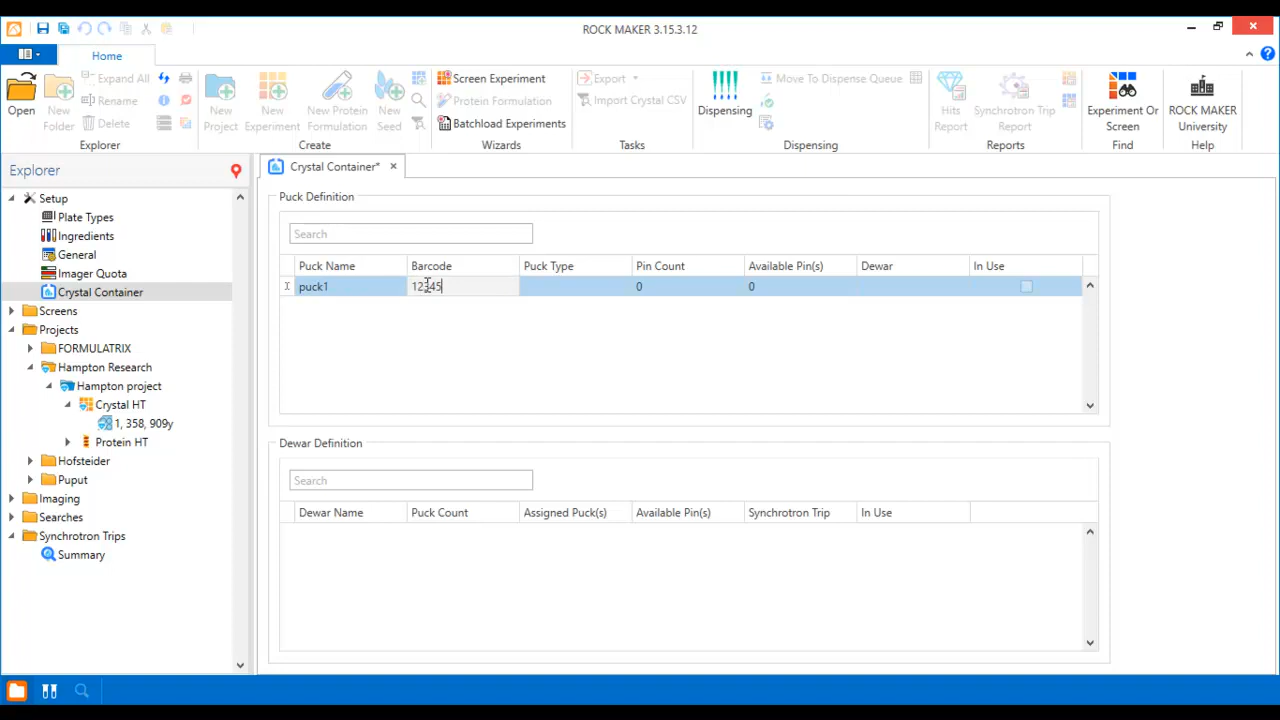 ROCK MAKER 3.15.3.12
Home
Open
New Folder
Expand All
Rename
Delete
Explorer
New Project
New Experiment
New Protein Formulation
New Seed
Create
Screen Experiment
Protein Formulation
Batchload Experiments
Wizards
Export
Import Crystal CSV
Tasks
Dispensing
Move To Dispense Queue
Dispensing
Hits Report
Synchrotron Trip Report
Reports
Experiment Or Screen
Find
ROCK MAKER University
Help
Explorer
Setup
Plate Types
Ingredients
General
Imager Quota
Crystal Container
Screens
Projects
FORMULATRIX
Hampton Research
Hampton project
Crystal HT
1, 358, 909y
Protein HT
Hofsteider
Puput
Imaging
Searches
Synchrotron Trips
Summary
Crystal Container*
Puck Definition
Search
Puck Name Barcode Puck Type Pin Count Available Pin(s) Dewar In Use
puck1 12345 0 0
Dewar Definition
Search
Dewar Name Puck Count Assigned Puck(s) Available Pin(s) Synchrotron Trip In Use